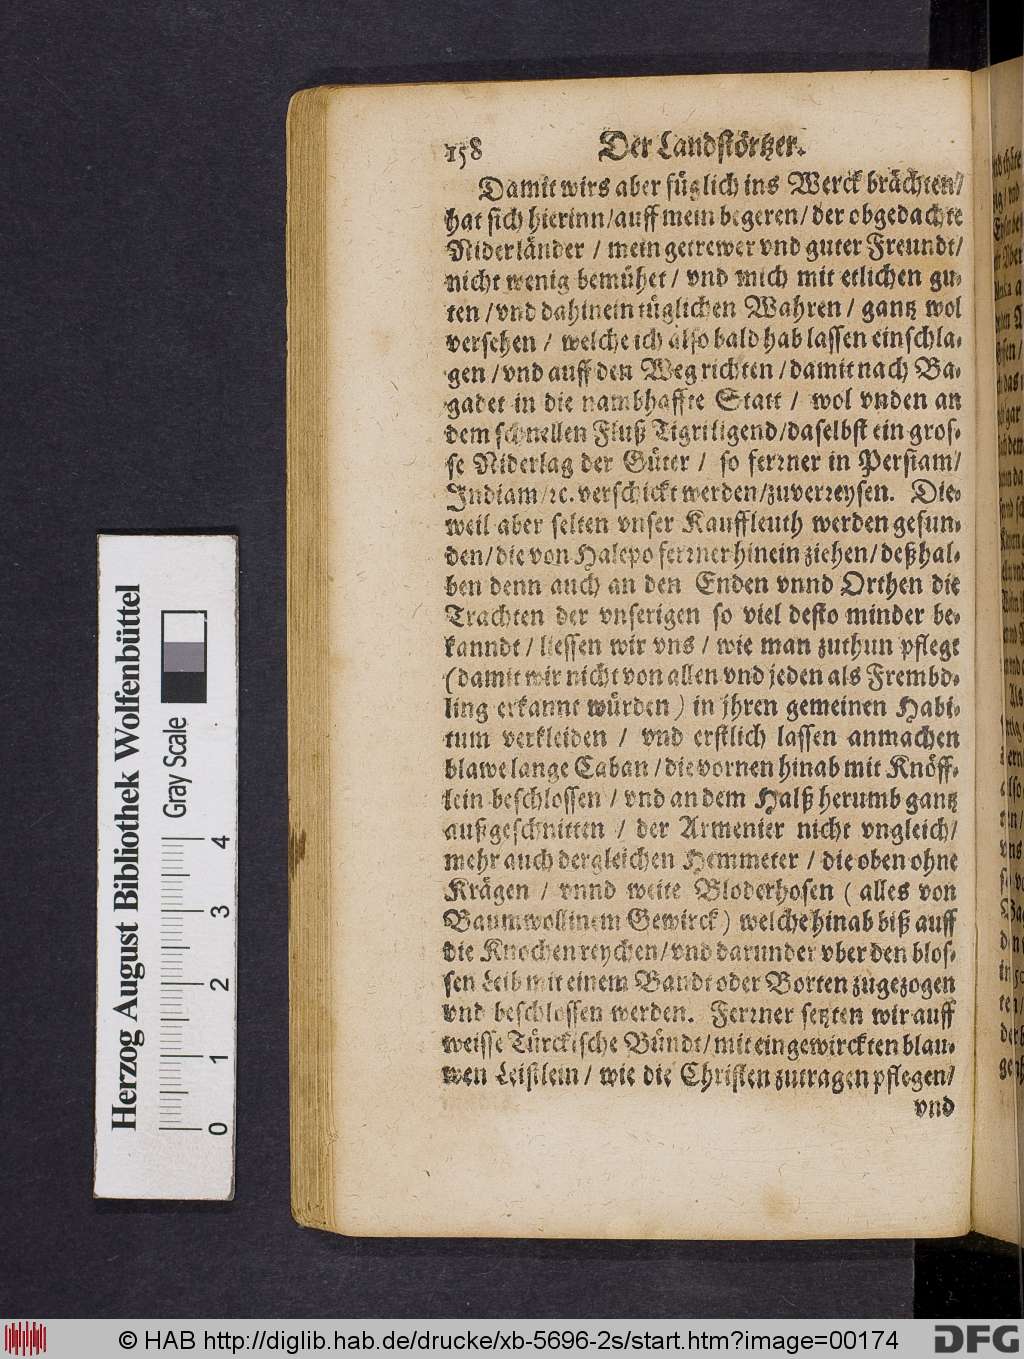 158 Der Landstörtzer.
Damit wirs aber füglich ins Werck brächten/
hat sich hierinn/auff mein begeren/der obgedachte
Niderländer / mein getrewer vnd guter Freundt/
nicht wenig bemühet / vnd mich mit etlichen gu-
ten / vnd dahinein tüglichen Wahren / gantz wol
versehen / welche ich also bald hab lassen einschla-
gen / vnd auff den Weg richten / damit nach Ba-
gadet in die nambhaffte Statt / wol vnden an
dem schnellen Fluß Tigri ligend/daselbst ein gros-
se Niderlag der Güter / so ferrner in Persiam/
Indiam/ꝛc. verschickt werden/zuverreysen. Die-
weil aber selten vnser Kauffleuth werden gefun-
den/die von Halepo ferrner hinein ziehen/deßhal-
ben denn auch an den Enden vnnd Orthen die
Trachten der vnserigen so viel desto minder be-
kanndt / liessen wir vns / wie man zuthun pflegt
(damit wir nicht von allen vnd jeden als Frembd-
ling erkannt würden) in jhren gemeinen Habi-
tum verkleiden / vnd erstlich lassen anmachen
blawe lange Caban / die vornen hinab mit Knöff-
lein beschlossen / vnd an dem Halß herumb gantz
außgeschnitten / der Armenier nicht vngleich/
mehr auch dergleichen Hemmeter / die oben ohne
Krägen / vnnd weite Bloderhosen (alles von
Baumwollinem Gewirck) welche hinab biß auff
die Knochen reychen/vnd darunder vber den blos-
sen Leib mit einem Bandt oder Borten zugezogen
vnd beschlossen werden. Ferrner setzten wir auff
weisse Türckische Bündt/mit eingewirckten blau-
wen Leistlein / wie die Christen zutragen pflegen/
vnd
Herzog August Bibliothek Wolfenbüttel
Gray Scale
0 1 2 3 4
© HAB http://diglib.hab.de/drucke/xb-5696-2s/start.htm?image=00174
DFG